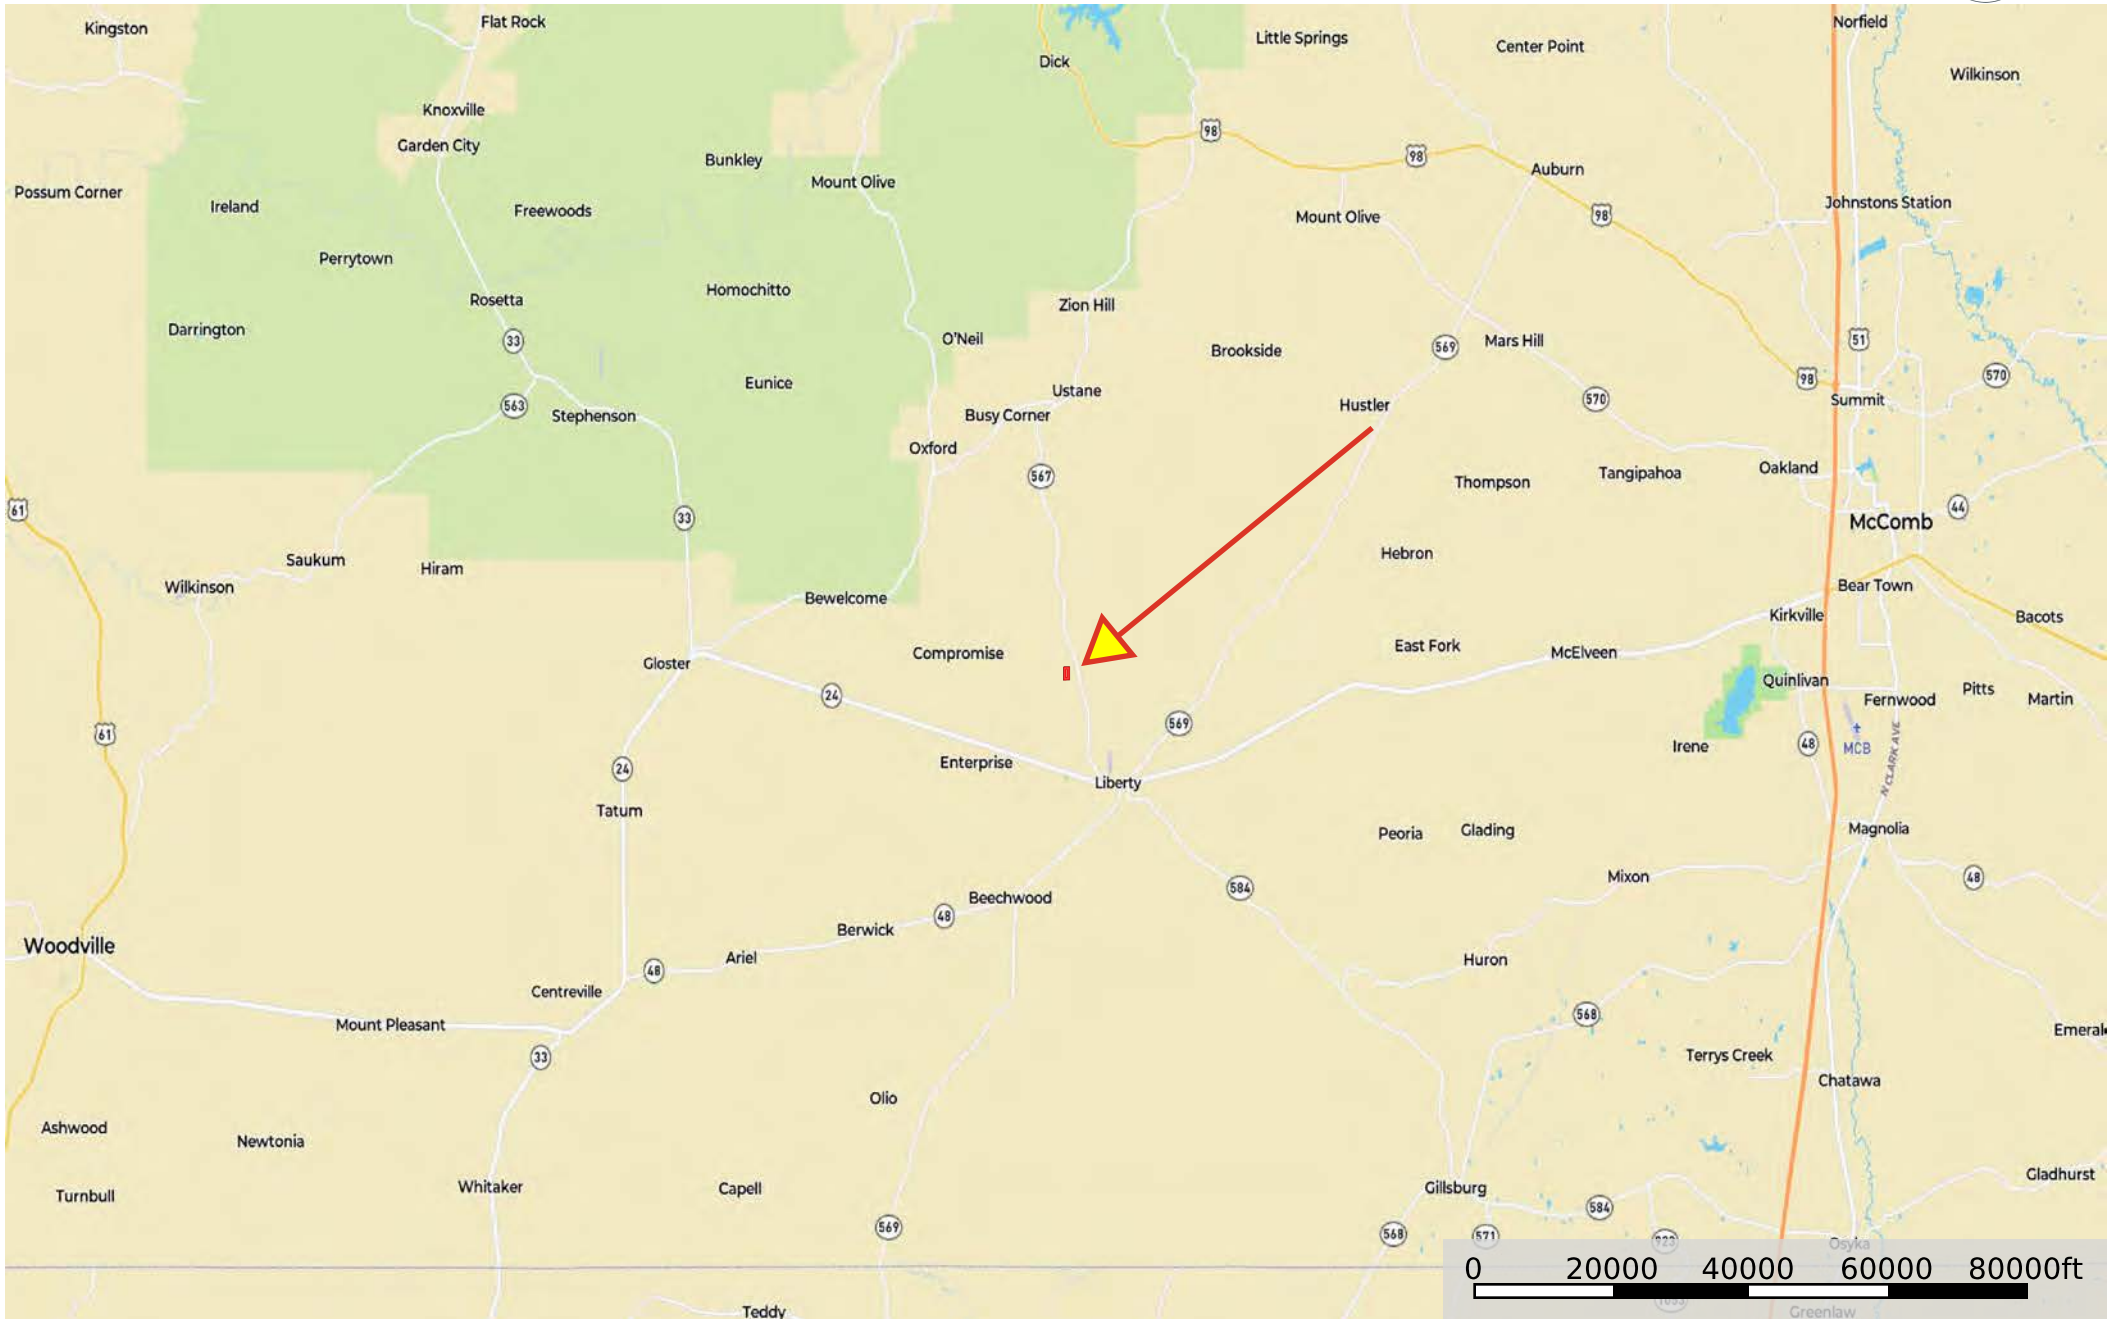 Kingston
Flat Rock
Norfield
Little Springs
Center Point
Dick
Wilkinson
Knoxville
98
Garden City
98
Bunkley
Auburn
Mount Olive
Possum Corner
Johnstons Station
Ireland
Freewoods
98
Mount Olive
Perrytown
Homochitto
Rosetta
Zion Hill
Darrington
33
O'Neil
51
Mars Hill
569
Brookside
570
98
Eunice
Ustane
570
Summit
563
Hustler
Stephenson
Busy Corner
Oxford
Oakland
Tangipahoa
567
Thompson
44
61
33
McComb
Hebron
Saukum
Hiram
Bear Town
Wilkinson
Bewelcome
Kirkville
Bacots
East Fork
McElveen
Compromise
Gloster
Quinlivan
Pitts
24
Fernwood
Martin
569
61
48
MCB
Irene
N CLARK AVE
Enterprise
24
Liberty
Tatum
Magnolia
Glading
Peoria
Mixon
48
584
Beechwood
48
Berwick
Woodville
Ariel
Huron
48
Centreville
568
Mount Pleasant
Emeral
33
Terrys Creek
Chatawa
Olio
Ashwood
Newtonia
Gladhurst
Whitaker
Capell
Gillsburg
Turnbull
584
569
568
571
923
Osyka
0 20000 40000 60000 80000ft
1053
Greenlaw
Teddy